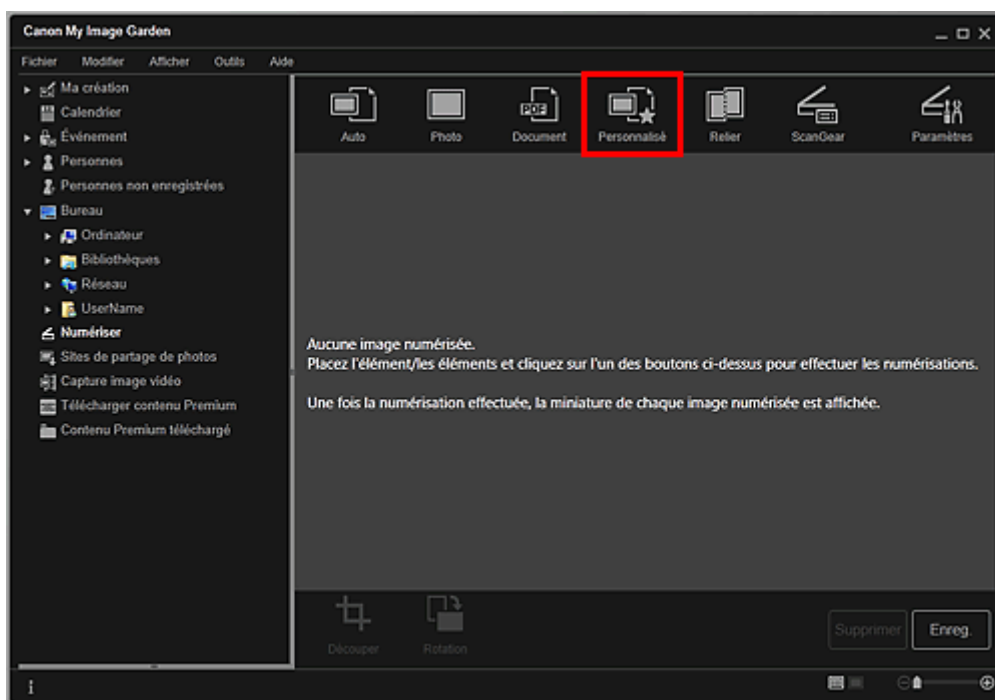 Canon My Image Garden
Fichier Modifier Afficher Outils Aide
Ma création
Calendrier
Événement
Personnes
Personnes non enregistrées
Bureau
Ordinateur
Bibliothèques
Réseau
UserName
Numériser
Sites de partage de photos
Capture image vidéo
Télécharger contenu Premium
Contenu Premium téléchargé
Auto Photo PDF Document Personnalisé Relier ScanGear Paramètres
Aucune image numérisée.
Placez l'élément/les éléments et cliquez sur l'un des boutons ci-dessus pour effectuer les numérisations.
Une fois la numérisation effectuée, la miniature de chaque image numérisée est affichée.
Découper Rotation Supprimer Enreg.